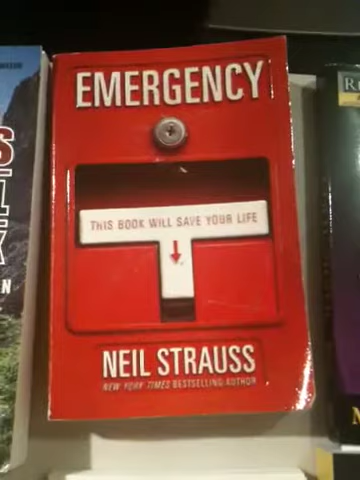 EMERGENCY
THIS BOOK WILL SAVE YOUR LIFE
NEIL STRAUSS
NEW YORK TIMES BESTSELLING AUTHOR